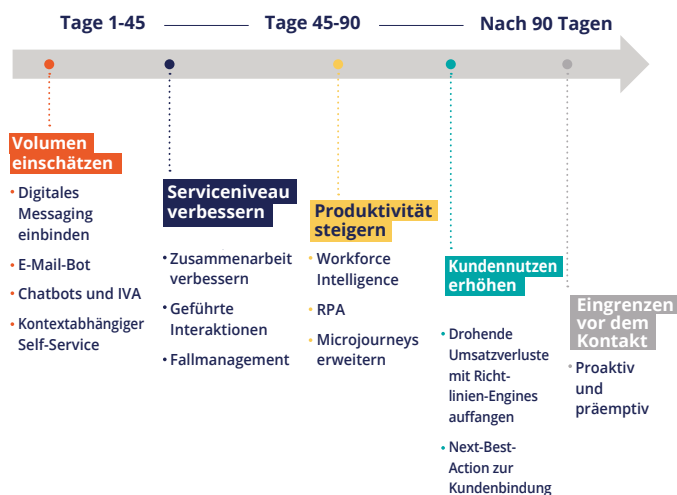 Tage 1-45
Tage 45-90
Nach 90 Tagen
Volumen
einschätzen
• Digitales
Messaging
einbinden
• E-Mail-Bot
• Chatbots und IVA
• Kontextabhängiger
Self-Service
Serviceniveau
verbessern
• Zusammenarbeit
verbessern
• Geführte
Interaktionen
• Fallmanagement
Produktivität
steigern
• Workforce
Intelligence
• RPA
• Microjourneys
erweitern
Kundennutzen
erhöhen
• Drohende
Umsatzverluste
mit Richt-
linien-Engines
auffangen
• Next-Best-
Action zur
Kundenbindung
Eingrenzen
vor dem
Kontakt
• Proaktiv
und
präemptiv